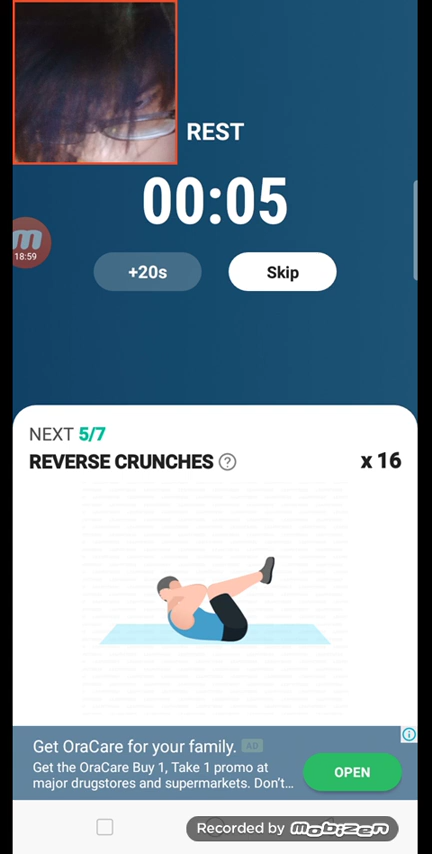 REST
00:05
m
18:59
+20s
Skip
NEXT 5/7
REVERSE CRUNCHES ?
x 16
Get OraCare for your family. AD
Get the OraCare Buy 1, Take 1 promo at
major drugstores and supermarkets. Don't...
OPEN
Recorded by mobizen